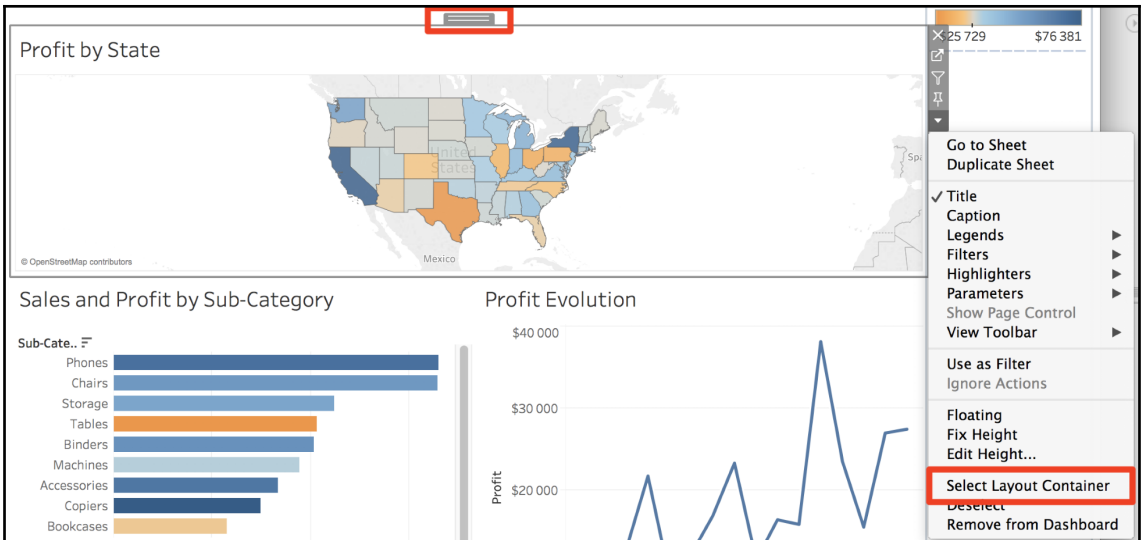 $25 729 $76 381
Profit by State
United
States
Mexico
© OpenStreetMap contributors
Go to Sheet
Duplicate Sheet
✓ Title
Caption
Legends ▶
Filters ▶
Highlighters ▶
Parameters ▶
Show Page Control
View Toolbar ▶
Use as Filter
Ignore Actions
Floating
Fix Height
Edit Height...
Select Layout Container
Deselect
Remove from Dashboard
Sales and Profit by Sub-Category
Sub-Cate..
Phones
Chairs
Storage
Tables
Binders
Machines
Accessories
Copiers
Bookcases
Profit Evolution
$40 000
$30 000
$20 000
Profit